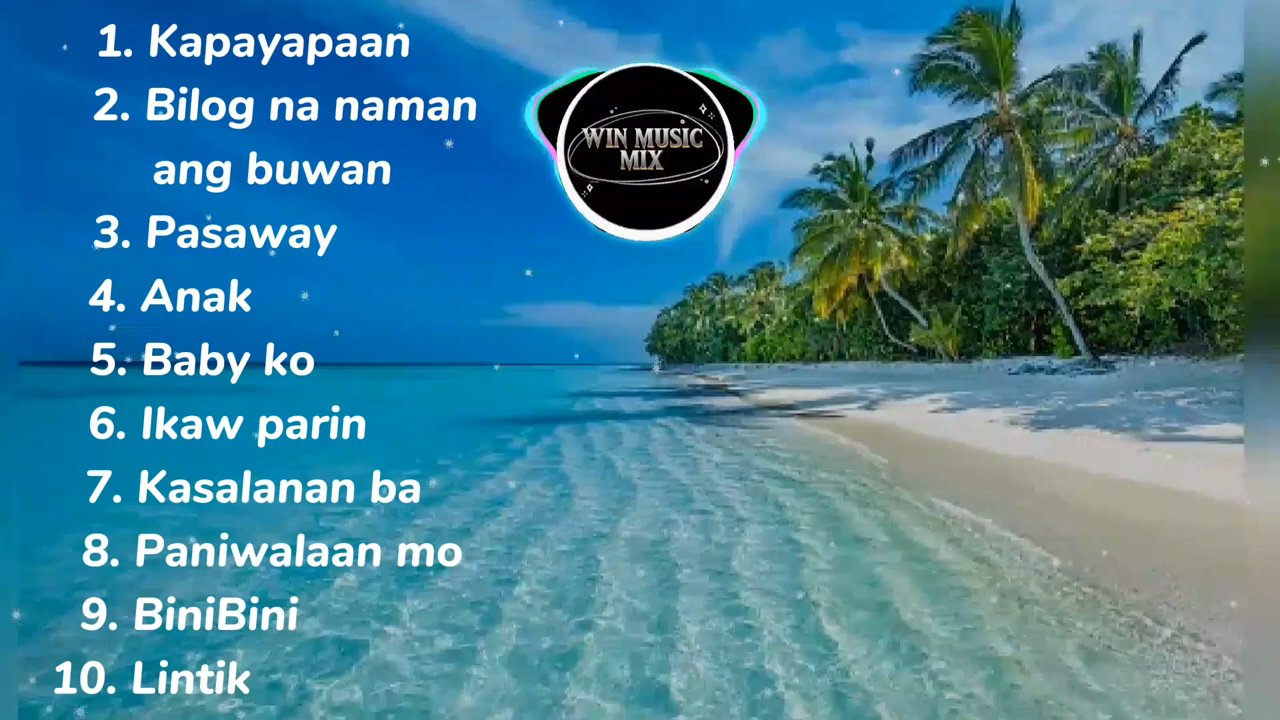 1. Kapayapaan
2. Bilog na naman
ang buwan
3. Pasaway
4. Anak
5. Baby ko
6. Ikaw parin
7. Kasalanan ba
8. Paniwalaan mo
9. BiniBini
10. Lintik
WIN MUSIC
MIX